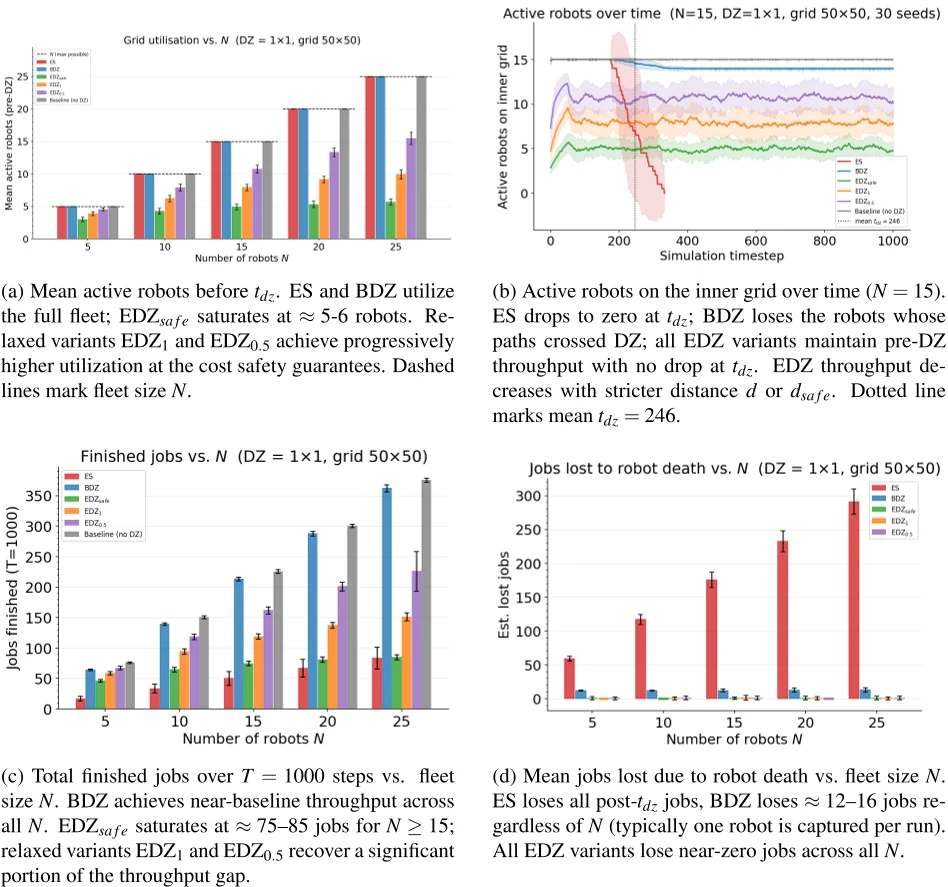 Grid utilisation vs. N (DZ = 1×1, grid 50×50)
N (max possible)
ES
BDZ
EDZsafe
EDZ1
EDZ0.5
Baseline (no DZ)
Mean active robots (pre-DZ)
25
20
15
10
5
0
5 10 15 20 25
Number of robots N
(a) Mean active robots before tdz. ES and BDZ utilize
the full fleet; EDZsafe saturates at ≈ 5-6 robots. Re-
laxed variants EDZ1 and EDZ0.5 achieve progressively
higher utilization at the cost safety guarantees. Dashed
lines mark fleet size N.
Active robots over time (N=15, DZ=1×1, grid 50×50, 30 seeds)
Active robots on inner grid
15
10
5
0
ES
BDZ
EDZsafe
EDZ1
EDZ0.5
Baseline (no DZ)
mean tdz = 246
0 200 400 600 800 1000
Simulation timestep
(b) Active robots on the inner grid over time (N = 15).
ES drops to zero at tdz; BDZ loses the robots whose
paths crossed DZ; all EDZ variants maintain pre-DZ
throughput with no drop at tdz. EDZ throughput de-
creases with stricter distance d or dsafe. Dotted line
marks mean tdz = 246.
Finished jobs vs. N (DZ = 1×1, grid 50×50)
ES
BDZ
EDZsafe
EDZ1
EDZ0.5
Baseline (no DZ)
Jobs finished (T=1000)
350
300
250
200
150
100
50
0
5 10 15 20 25
Number of robots N
(c) Total finished jobs over T = 1000 steps vs. fleet
size N. BDZ achieves near-baseline throughput across
all N. EDZsafe saturates at ≈ 75–85 jobs for N ≥ 15;
relaxed variants EDZ1 and EDZ0.5 recover a significant
portion of the throughput gap.
Jobs lost to robot death vs. N (DZ = 1×1, grid 50×50)
ES
BDZ
EDZsafe
EDZ1
EDZ0.5
Est. lost jobs
300
250
200
150
100
50
0
5 10 15 20 25
Number of robots N
(d) Mean jobs lost due to robot death vs. fleet size N.
ES loses all post-tdz jobs, BDZ loses ≈ 12–16 jobs re-
gardless of N (typically one robot is captured per run).
All EDZ variants lose near-zero jobs across all N.